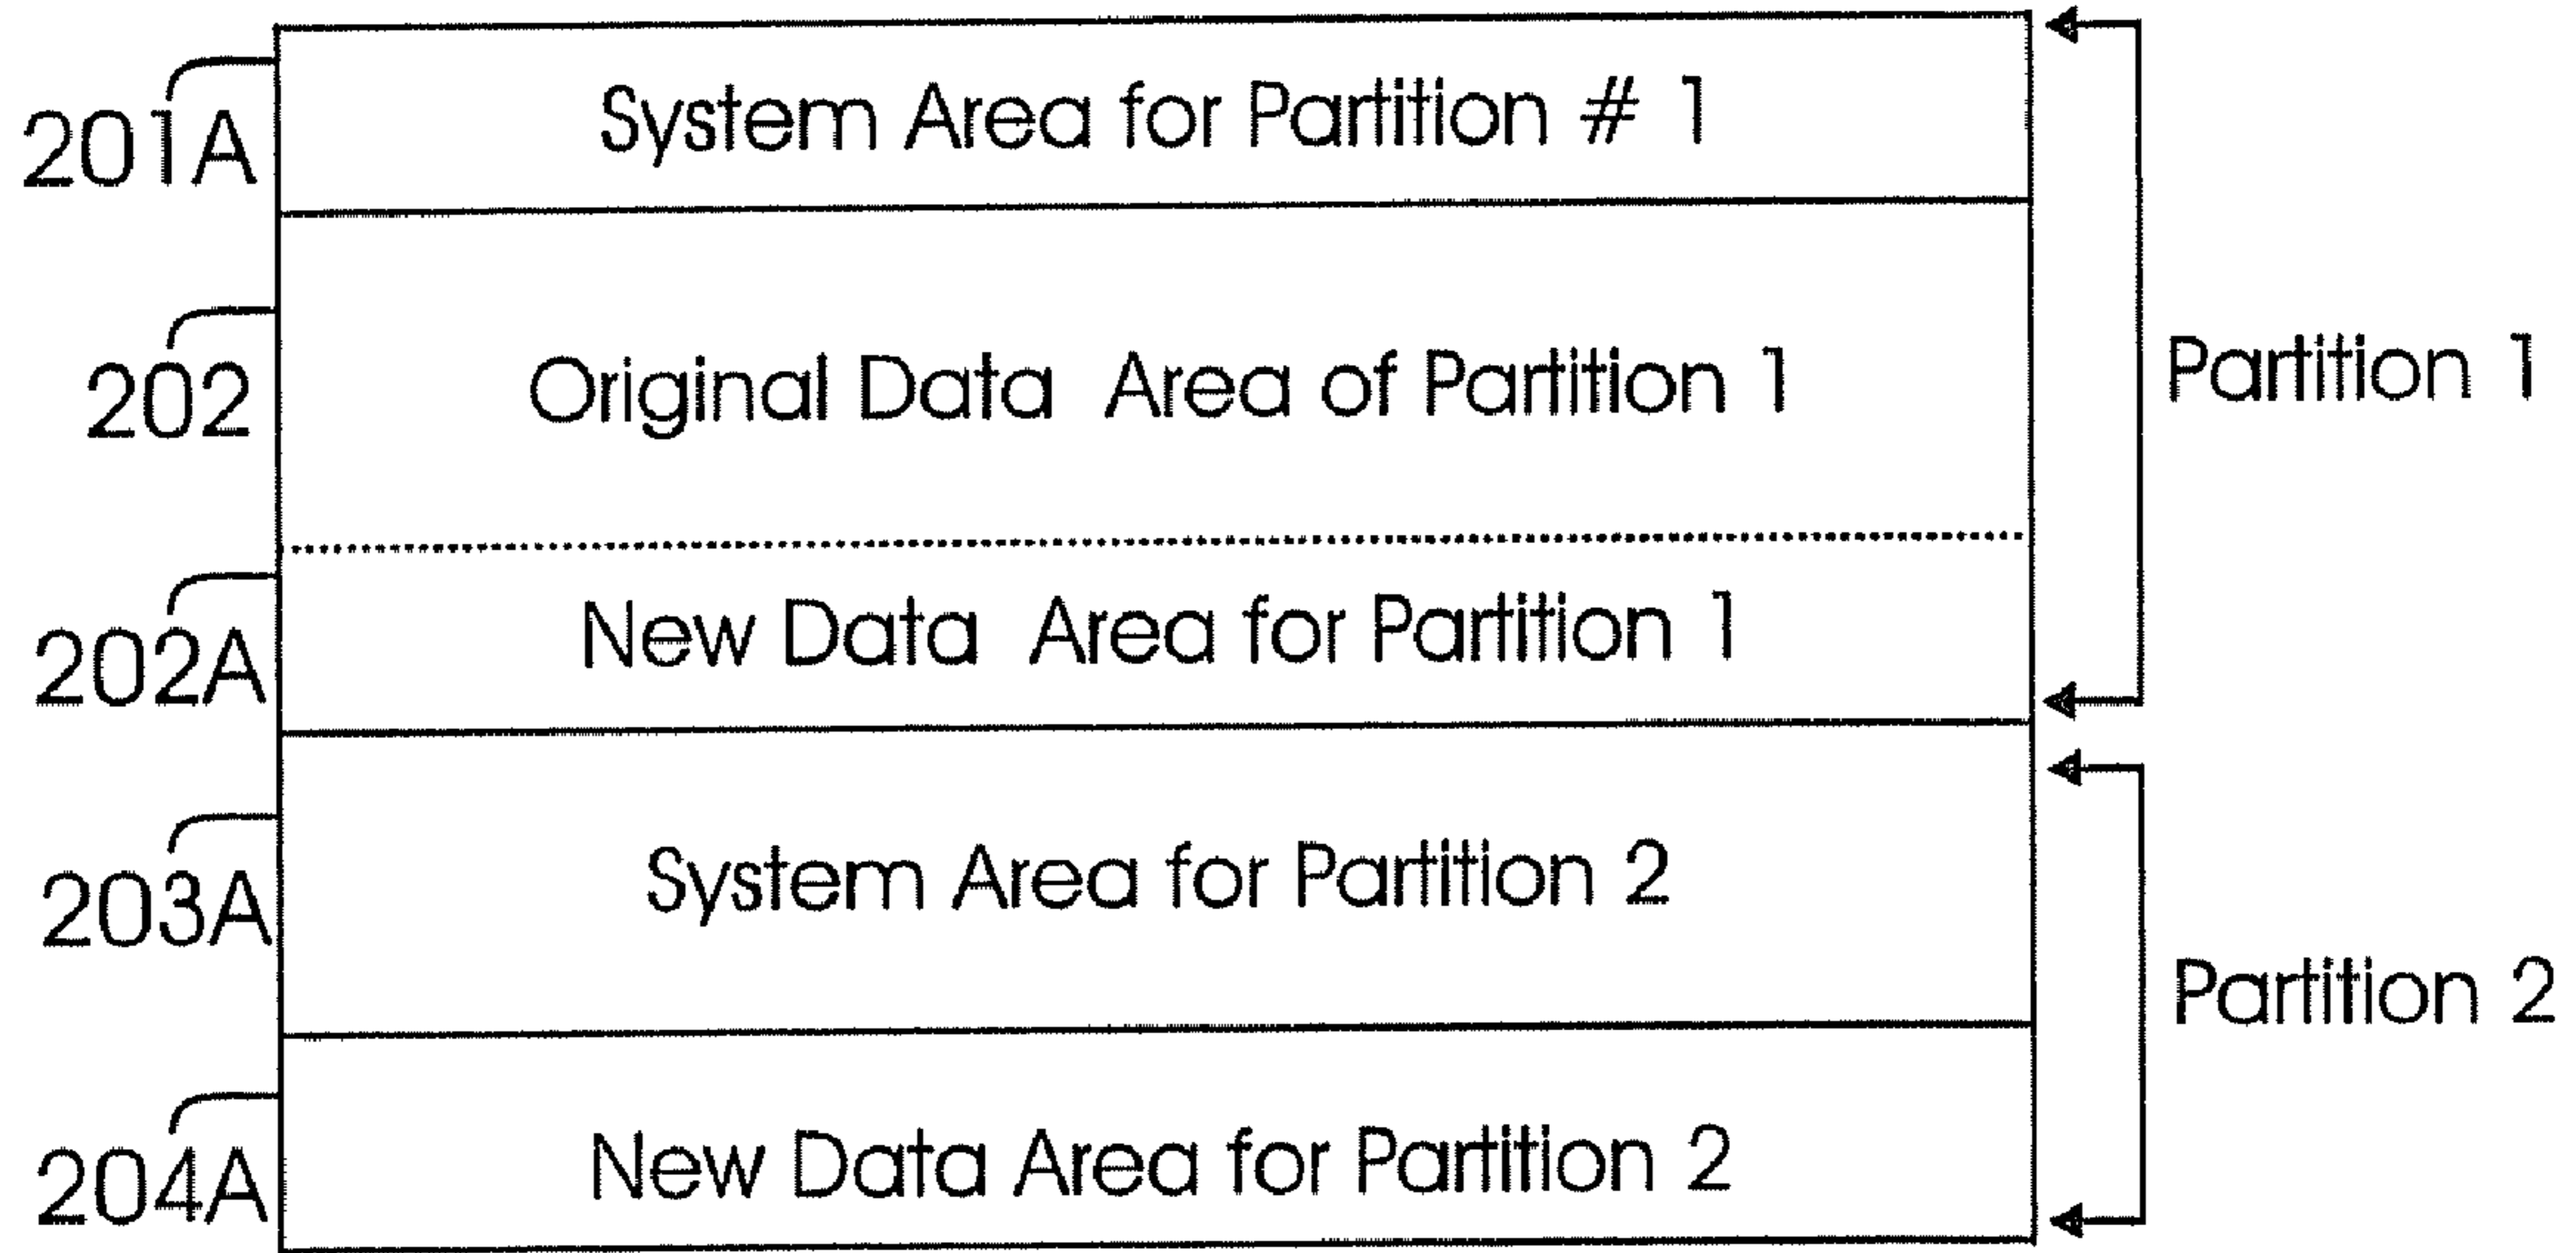 201A
System Area for Partition # 1
202
Original Data Area of Partition 1
Partition 1
202A
New Data Area for Partition 1
203A
System Area for Partition 2
Partition 2
204A
New Data Area for Partition 2